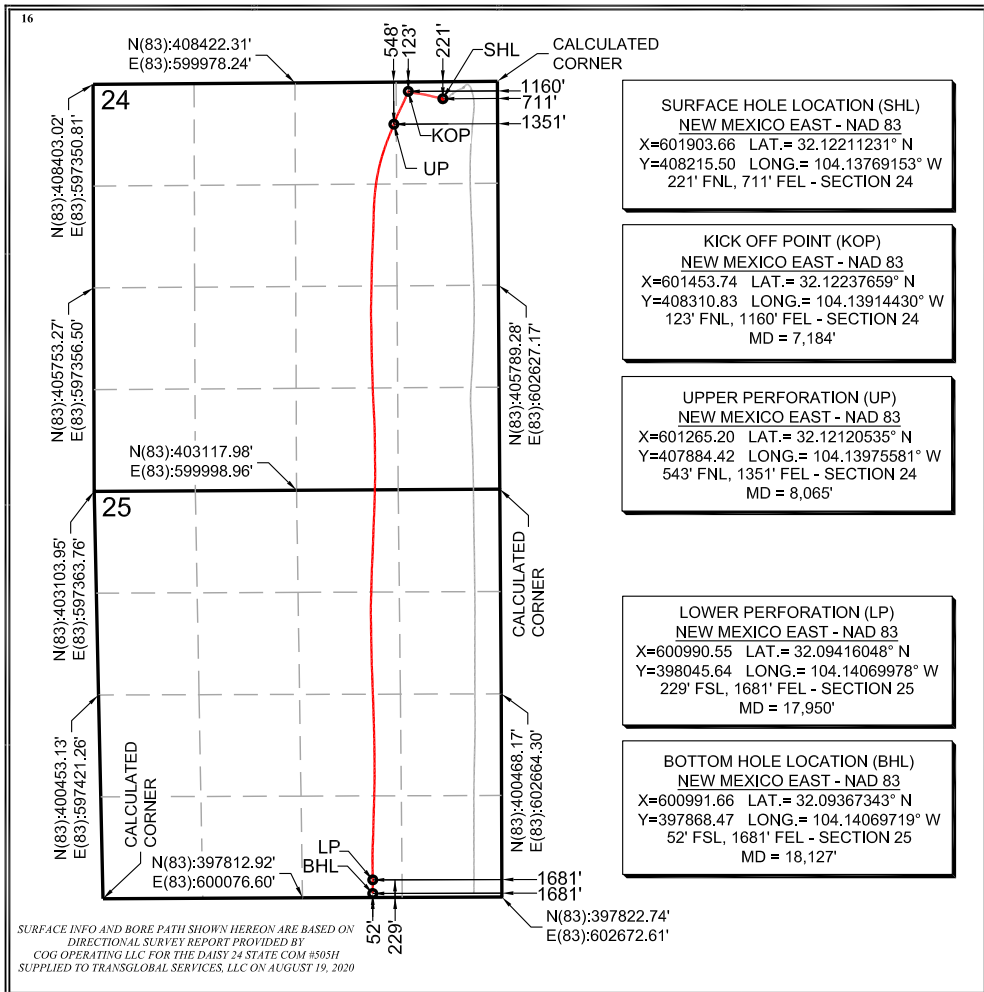 16
548'
123'
221'
SHL
CALCULATED
CORNER
N(83):408422.31'
E(83):599978.24'
24
1160'
711'
1351'
KOP
UP
N(83):408403.02'
E(83):597350.81'
N(83):405753.27'
E(83):597356.50'
N(83):405789.28'
E(83):602627.17'
N(83):403117.98'
E(83):599998.96'
25
N(83):403103.95'
E(83):597363.76'
CALCULATED
CORNER
N(83):400453.13'
E(83):597421.26'
N(83):400468.17'
E(83):602664.30'
CALCULATED
CORNER
N(83):397812.92'
E(83):600076.60'
LP
BHL
1681'
1681'
52'
229'
N(83):397822.74'
E(83):602672.61'
SURFACE INFO AND BORE PATH SHOWN HEREON ARE BASED ON
DIRECTIONAL SURVEY REPORT PROVIDED BY
COG OPERATING LLC FOR THE DAISY 24 STATE COM #505H
SUPPLIED TO TRANSGLOBAL SERVICES, LLC ON AUGUST 19, 2020
SURFACE HOLE LOCATION (SHL)
NEW MEXICO EAST - NAD 83
X=601903.66 LAT.= 32.12211231° N
Y=408215.50 LONG.= 104.13769153° W
221' FNL, 711' FEL - SECTION 24
KICK OFF POINT (KOP)
NEW MEXICO EAST - NAD 83
X=601453.74 LAT.= 32.12237659° N
Y=408310.83 LONG.= 104.13914430° W
123' FNL, 1160' FEL - SECTION 24
MD = 7,184'
UPPER PERFORATION (UP)
NEW MEXICO EAST - NAD 83
X=601265.20 LAT.= 32.12120535° N
Y=407884.42 LONG.= 104.13975581° W
543' FNL, 1351' FEL - SECTION 24
MD = 8,065'
LOWER PERFORATION (LP)
NEW MEXICO EAST - NAD 83
X=600990.55 LAT.= 32.09416048° N
Y=398045.64 LONG.= 104.14069978° W
229' FSL, 1681' FEL - SECTION 25
MD = 17,950'
BOTTOM HOLE LOCATION (BHL)
NEW MEXICO EAST - NAD 83
X=600991.66 LAT.= 32.09367343° N
Y=397868.47 LONG.= 104.14069719° W
52' FSL, 1681' FEL - SECTION 25
MD = 18,127'